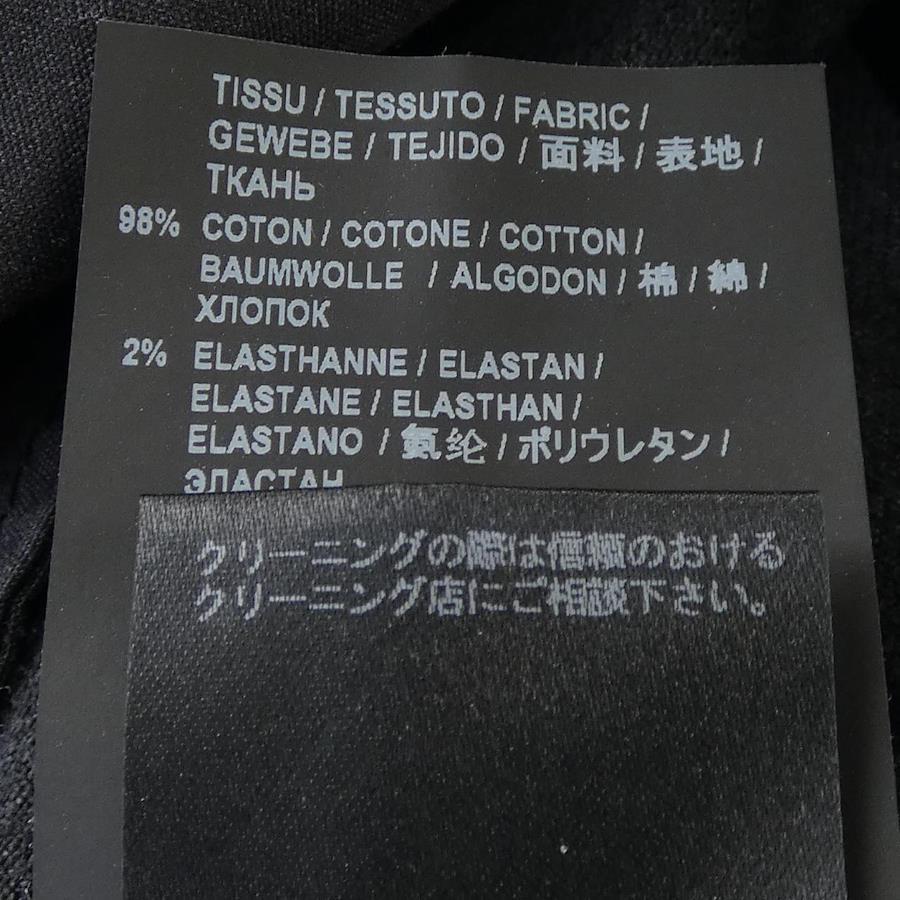 TISSU / TESSUTO / FABRIC /
GEWEBE / TEJIDO / 面料 / 表地 /
ТКАНЬ
98% COTON / COTONE / COTTON /
BAUMWOLLE / ALGODON / 棉 / 綿 /
ХЛОПОК
2% ELASTHANNE / ELASTAN /
ELASTANE / ELASTHAN /
ELASTANO / 氨纶 / ポリウレタン /
ЭЛАСТАН
クリーニングの際は信頼のおける
クリーニング店にご相談下さい。